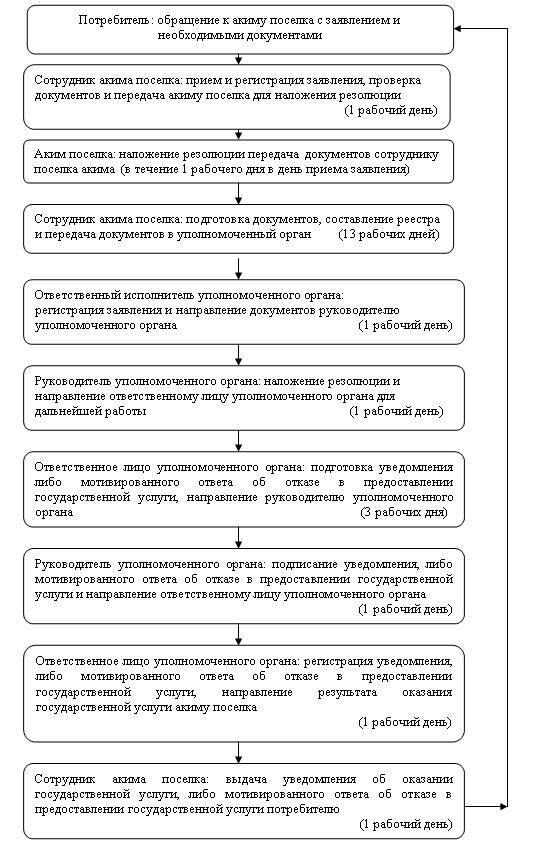 Потребитель: обращение к акиму поселка с заявлением и
необходимыми документами
Сотрудник акима поселка: прием и регистрация заявления, проверка
документов и передача акиму поселка для наложения резолюции
(1 рабочий день)
Аким поселка: наложение резолюции передача документов сотруднику
поселка акима (в течение 1 рабочего дня в день приема заявления)
Сотрудник акима поселка: подготовка документов, составление реестра
и передача документов в уполномоченный орган (13 рабочих дней)
Ответственный исполнитель уполномоченного органа:
регистрация заявления и направление документов руководителю
уполномоченного органа (1 рабочий день)
Руководитель уполномоченного органа: наложение резолюции и
направление ответственному лицу уполномоченного органа для
дальнейшей работы (1 рабочий день)
Ответственное лицо уполномоченного органа: подготовка уведомления
либо мотивированного ответа об отказе в предоставлении
государственной услуги, направление руководителю уполномоченного
органа (3 рабочих дня)
Руководитель уполномоченного органа: подписание уведомления, либо
мотивированного ответа об отказе в предоставлении государственной
услуги и направление ответственному лицу уполномоченного органа
(1 рабочий день)
Ответственное лицо уполномоченного органа: регистрация уведомления,
либо мотивированного ответа об отказе в предоставлении
государственной услуги, направление результата оказания
государственной услуги акиму поселка
(1 рабочий день)
Сотрудник акима поселка: выдача уведомления об оказании
государственной услуги, либо мотивированного ответа об отказе в
предоставлении государственной услуги потребителю
(1 рабочий день)